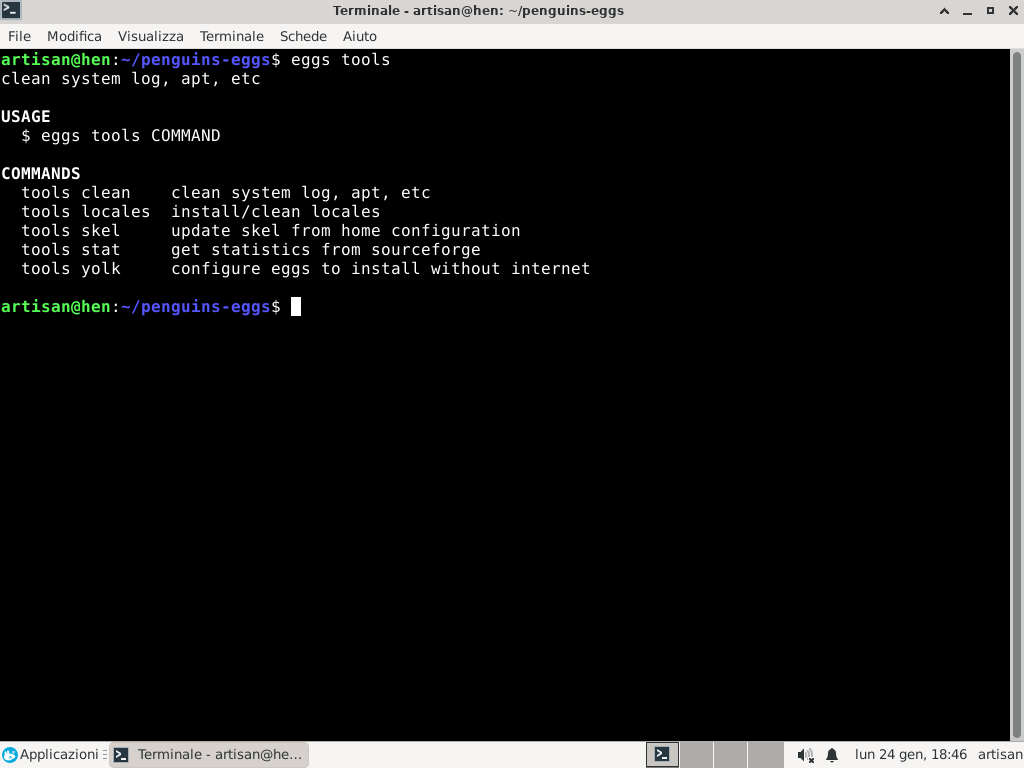 Terminale - artisan@hen: ~/penguins-eggs
File Modifica Visualizza Terminale Schede Aiuto
artisan@hen:~/penguins-eggs$ eggs tools
clean system log, apt, etc
USAGE
  $ eggs tools COMMAND
COMMANDS
  tools clean    clean system log, apt, etc
  tools locales  install/clean locales
  tools skel     update skel from home configuration
  tools stat     get statistics from sourceforge
  tools yolk     configure eggs to install without internet
artisan@hen:~/penguins-eggs$
Applicazioni Terminale - artisan@he... lun 24 gen, 18:46 artisan